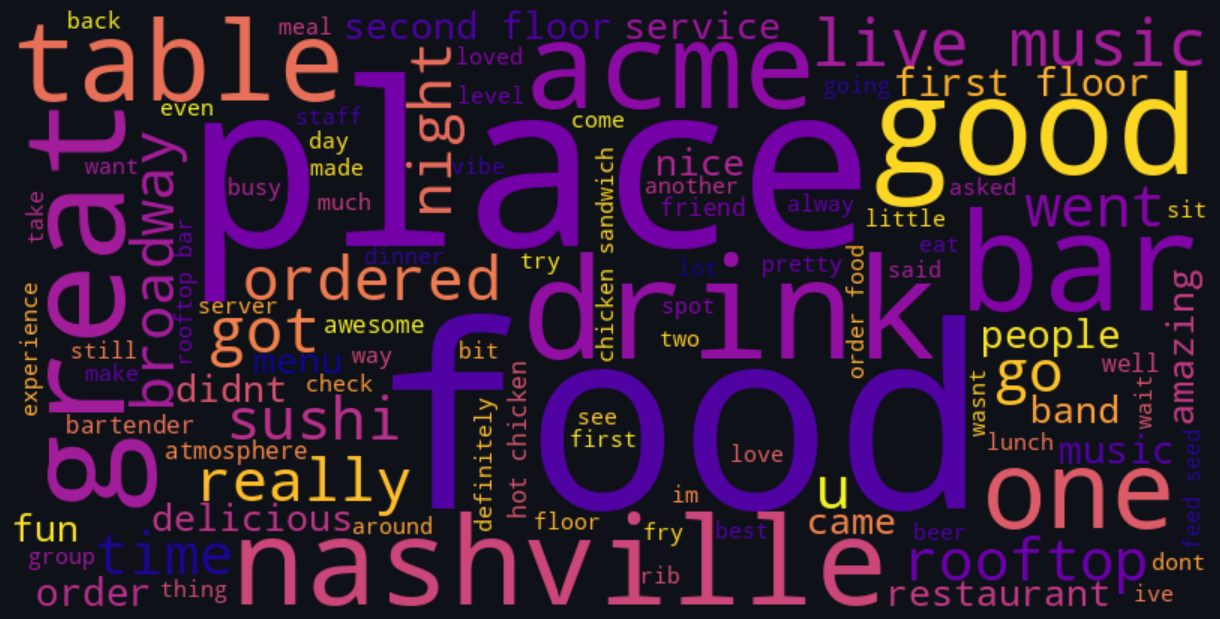 back
meal
second floor
service
live music
table
loved
acme
night
going
first floor
level
even
staff
come
good
day
made
vibe
place
great
want
broadway
busy
much
nice
another
friend
alway
asked
little
went
sit
take
rooftop bar
chicken sandwich
dinner
try
lot
pretty
eat
bar
said
ordered
drink
order food
spot
amazing
experience
server
got
awesome
two
people
still
menu
way
bit
food
well
make
didnt
check
go
wasnt
wait
band
sushi
hot chicken
definitely
see
first
bartender
atmosphere
love
lunch
music
feed seed
really
im
u
one
fun
delicious
around
floor
fry
best
came
beer
group
time
nashville
rib
rooftop
dont
order
thing
restaurant
ive